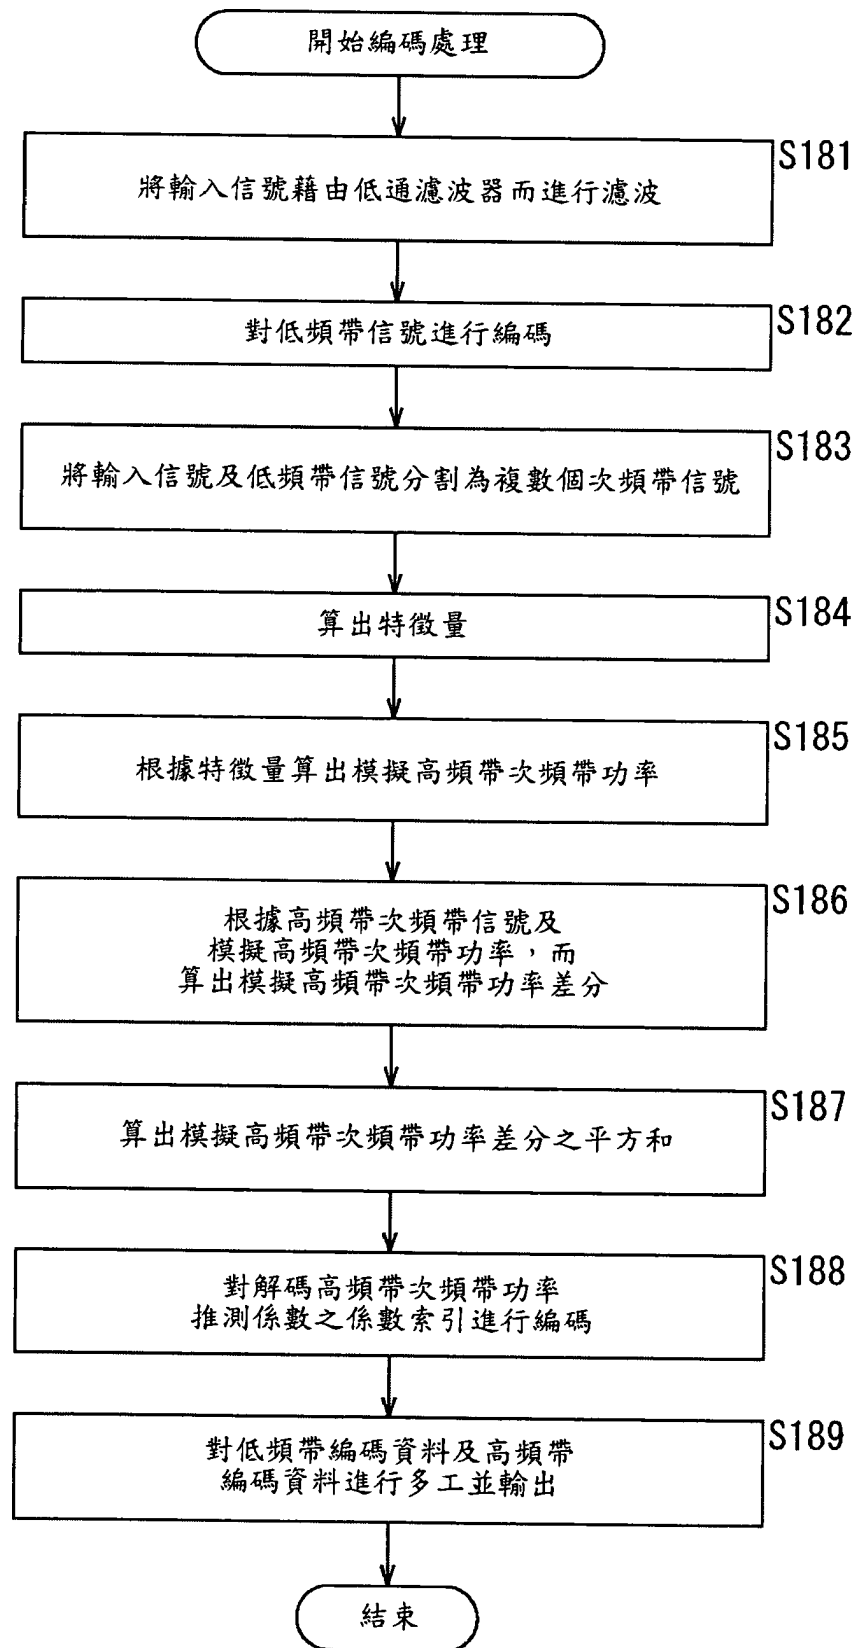 開始編碼處理
S181
將輸入信號藉由低通濾波器而進行濾波
S182
對低頻帶信號進行編碼
S183
將輸入信號及低頻帶信號分割為複數個次頻帶信號
S184
算出特徵量
S185
根據特徵量算出模擬高頻帶次頻帶功率
S186
根據高頻帶次頻帶信號及
模擬高頻帶次頻帶功率，而
算出模擬高頻帶次頻帶功率差分
S187
算出模擬高頻帶次頻帶功率差分之平方和
S188
對解碼高頻帶次頻帶功率
推測係數之係數索引進行編碼
S189
對低頻帶編碼資料及高頻帶
編碼資料進行多工並輸出
結束